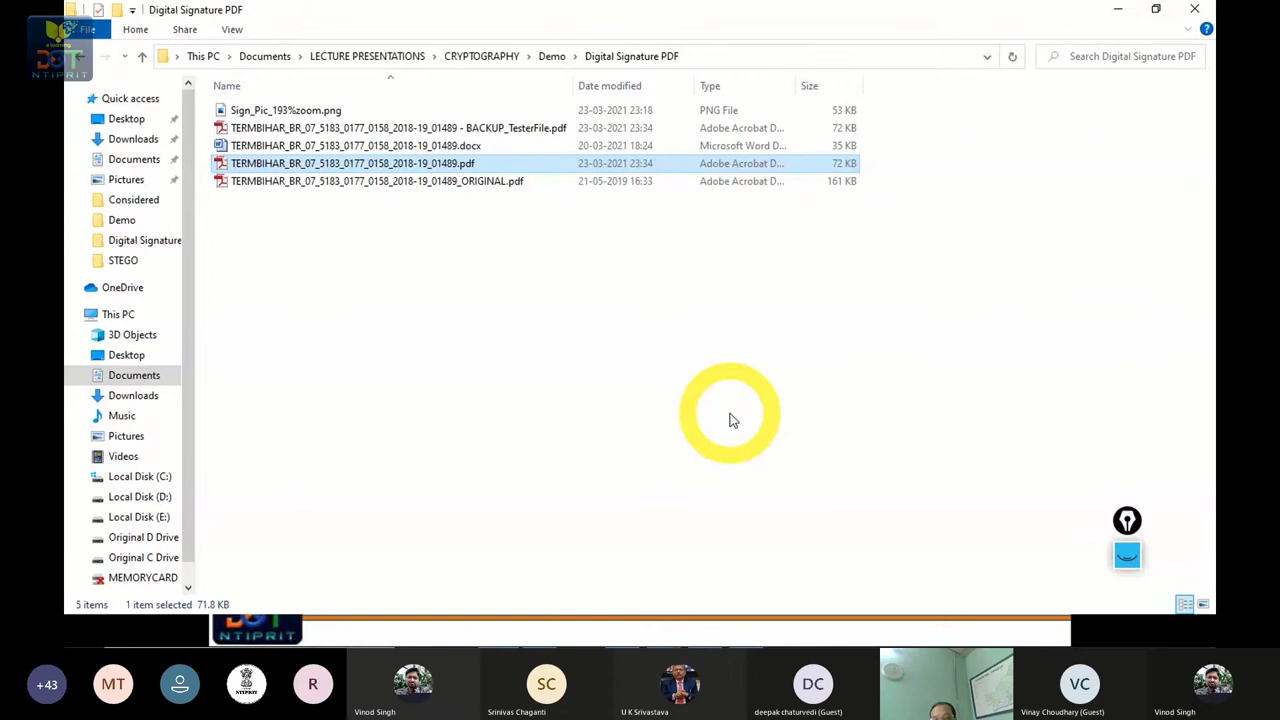 Digital Signature PDF
File Home Share View
This PC Documents LECTURE PRESENTATIONS CRYPTOGRAPHY Demo Digital Signature PDF
Search Digital Signature PDF
e learning
DOT
NTIPRIT
Name Date modified Type Size
Sign_Pic_193%zoom.png 23-03-2021 23:18 PNG File 53 KB
TERMBIHAR_BR_07_5183_0177_0158_2018-19_01489 - BACKUP_TesterFile.pdf 23-03-2021 23:34 Adobe Acrobat D... 72 KB
TERMBIHAR_BR_07_5183_0177_0158_2018-19_01489.docx 20-03-2021 18:24 Microsoft Word D... 35 KB
TERMBIHAR_BR_07_5183_0177_0158_2018-19_01489.pdf 23-03-2021 23:34 Adobe Acrobat D... 72 KB
TERMBIHAR_BR_07_5183_0177_0158_2018-19_01489_ORIGINAL.pdf 21-05-2019 16:33 Adobe Acrobat D... 161 KB
Quick access
Desktop
Downloads
Documents
Pictures
Considered
Demo
Digital Signature
STEGO
OneDrive
This PC
3D Objects
Desktop
Documents
Downloads
Music
Pictures
Videos
Local Disk (C:)
Local Disk (D:)
Local Disk (E:)
Original D Drive
Original C Drive
MEMORYCARD
5 items 1 item selected 71.8 KB
DOT
NTIPRIT
+43 MT NTIPRIT R SC DC VC
Vinod Singh Srinivas Chaganti U K Srivastava deepak chaturvedi (Guest) Vinay Choudhary (Guest) Vinod Singh